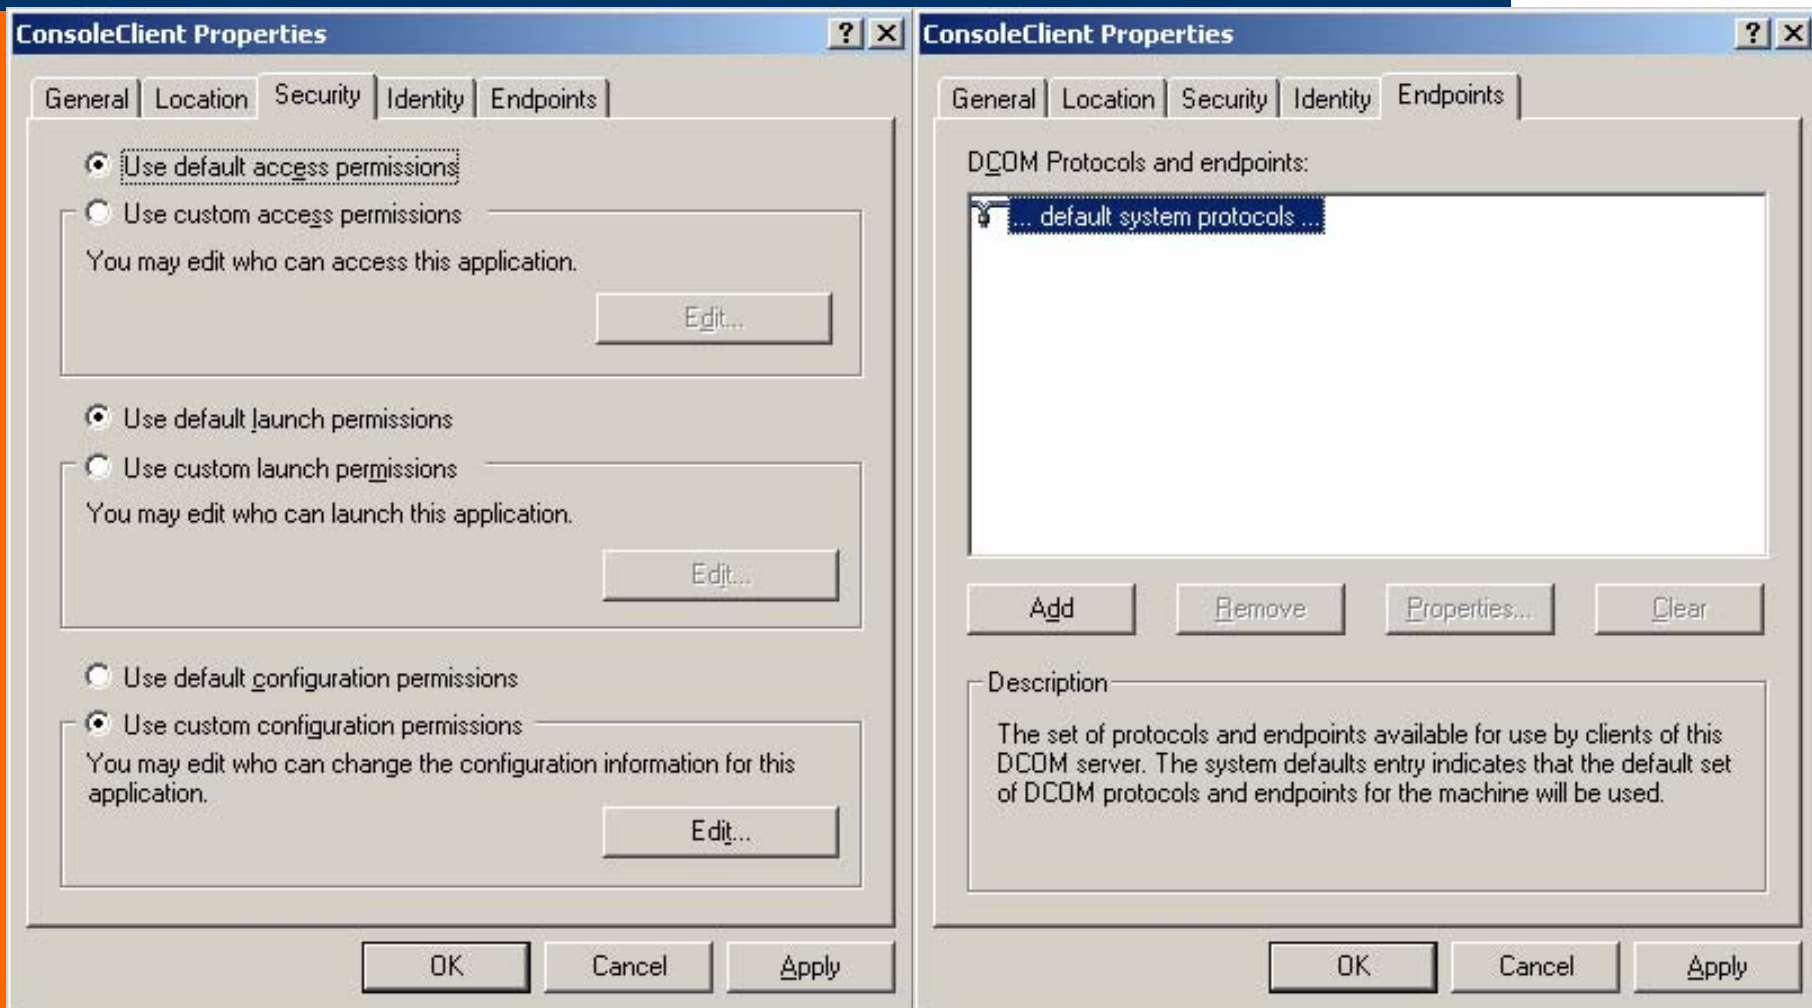 ConsoleClient Properties
General Location Security Identity Endpoints
Use default access permissions
Use custom access permissions
You may edit who can access this application.
Edit...
Use default launch permissions
Use custom launch permissions
You may edit who can launch this application.
Edit...
Use default configuration permissions
Use custom configuration permissions
You may edit who can change the configuration information for this
application.
Edit...
OK Cancel Apply
ConsoleClient Properties
General Location Security Identity Endpoints
DCOM Protocols and endpoints:
... default system protocols ...
Add Remove Properties... Clear
Description
The set of protocols and endpoints available for use by clients of this
DCOM server. The system defaults entry indicates that the default set
of DCOM protocols and endpoints for the machine will be used.
OK Cancel Apply